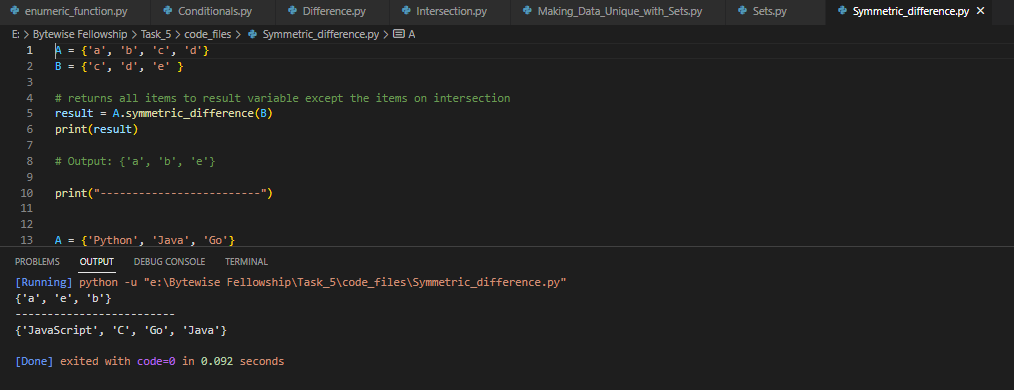 enumeric_function.py Conditionals.py Difference.py Intersection.py Making_Data_Unique_with_Sets.py Sets.py Symmetric_difference.py
E: > Bytewise Fellowship > Task_5 > code_files > Symmetric_difference.py > A
1 A = {'a', 'b', 'c', 'd'}
2 B = {'c', 'd', 'e' }
3
4 # returns all items to result variable except the items on intersection
5 result = A.symmetric_difference(B)
6 print(result)
7
8 # Output: {'a', 'b', 'e'}
9
10 print("-------------------------")
11
12
13 A = {'Python', 'Java', 'Go'}
PROBLEMS OUTPUT DEBUG CONSOLE TERMINAL
[Running] python -u "e:\Bytewise Fellowship\Task_5\code_files\Symmetric_difference.py"
{'a', 'e', 'b'}
-------------------------
{'JavaScript', 'C', 'Go', 'Java'}
[Done] exited with code=0 in 0.092 seconds